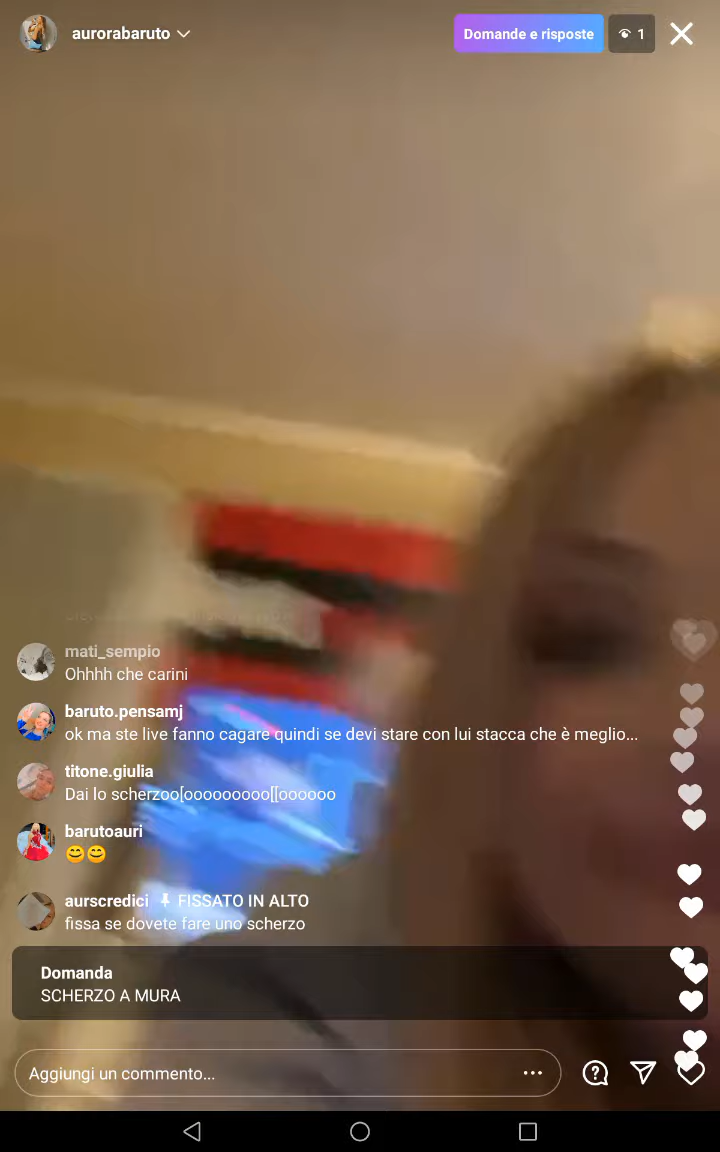 aurorabaruto
Domande e risposte
1
mati_sempio
Ohhhh che carini
baruto.pensamj
ok ma ste live fanno cagare quindi se devi stare con lui stacca che è meglio...
titone.giulia
Dai lo scherzoo[ooooooooo[[oooooo
barutoauri
😊😊
aurscredici FISSATO IN ALTO
fissa se dovete fare uno scherzo
Domanda
SCHERZO A MURA
Aggiungi un commento...